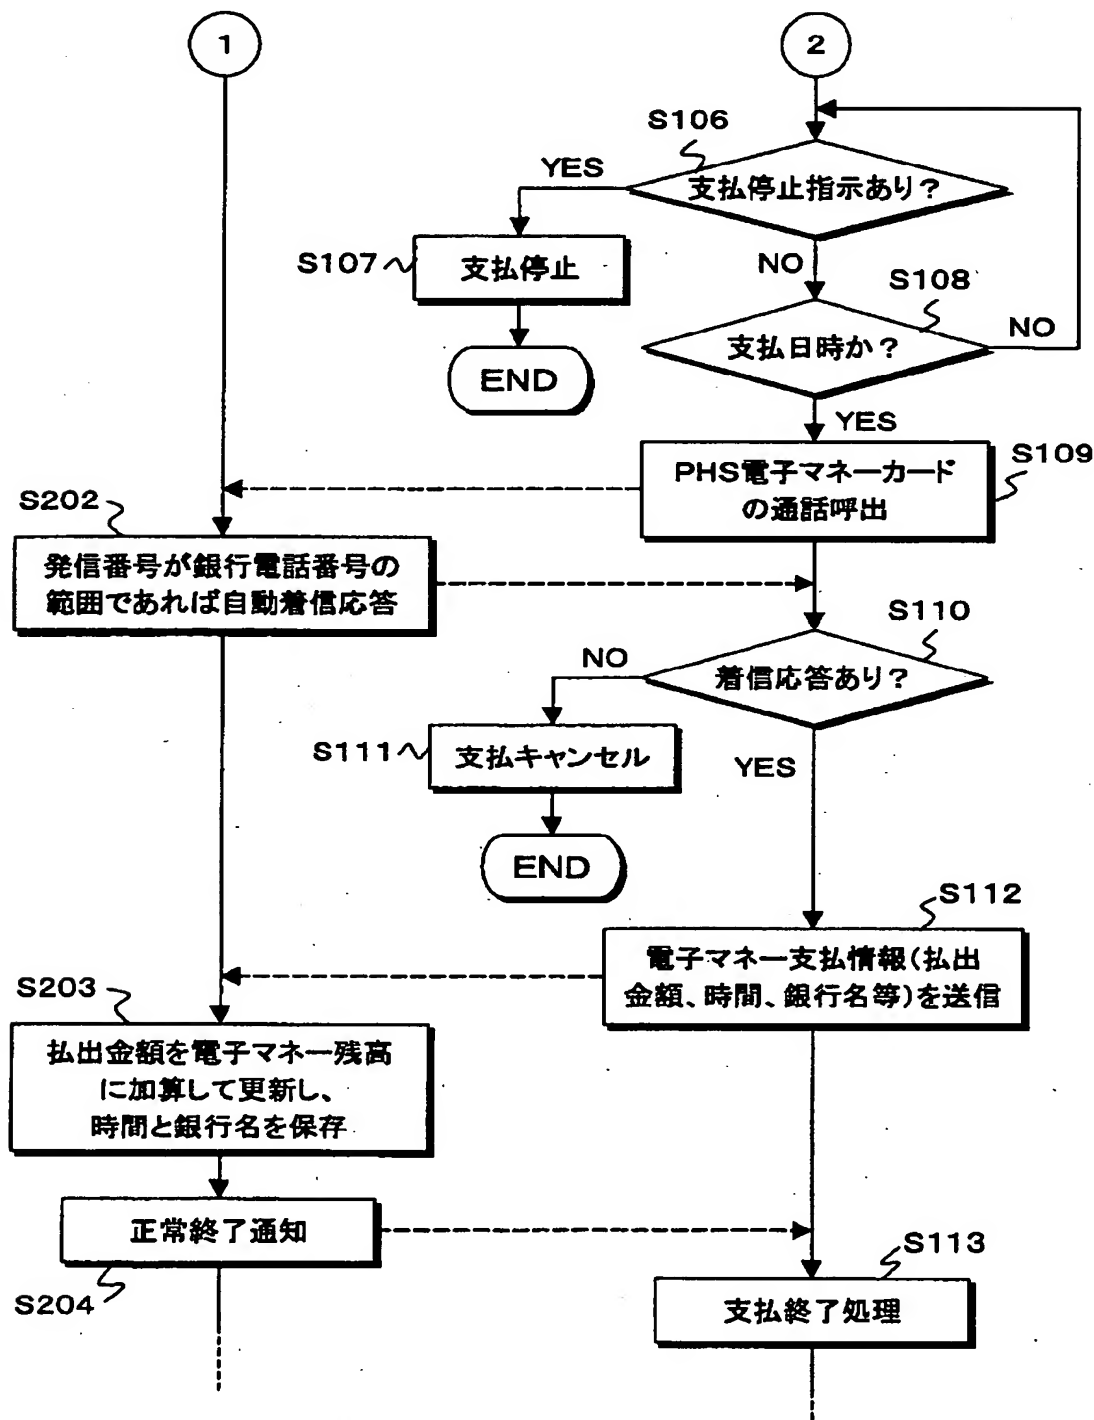 1
2
S106
YES
支払停止指示あり?
S107
支払停止
NO
S108
END
支払日時か?
NO
YES
PHS電子マネーカード
の通話呼出
S109
S202
発信番号が銀行電話番号の
範囲であれば自動着信応答
S110
NO
着信応答あり?
S111
支払キャンセル
YES
END
S112
電子マネー支払情報(払出
金額、時間、銀行名等)を送信
S203
払出金額を電子マネー残高
に加算して更新し、
時間と銀行名を保存
正常終了通知
S204
S113
支払終了処理